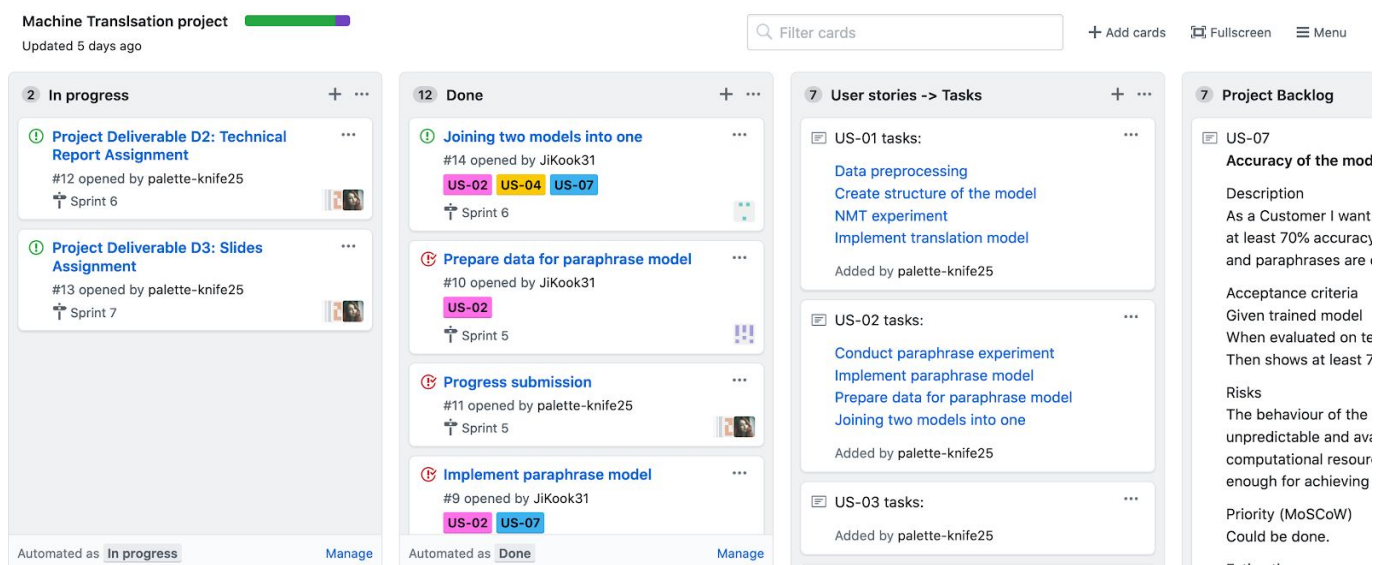 Machine Translsation project
Updated 5 days ago
Filter cards
Add cards
Fullscreen
Menu
2 In progress
Project Deliverable D2: Technical
Report Assignment
#12 opened by palette-knife25
Sprint 6
Project Deliverable D3: Slides
Assignment
#13 opened by palette-knife25
Sprint 7
Automated as In progress
Manage
12 Done
Joining two models into one
#14 opened by JiKook31
US-02 US-04 US-07
Sprint 6
Prepare data for paraphrase model
#10 opened by JiKook31
US-02
Sprint 5
Progress submission
#11 opened by palette-knife25
Sprint 5
Implement paraphrase model
#9 opened by JiKook31
US-02 US-07
Automated as Done
Manage
7 User stories -> Tasks
US-01 tasks:
Data preprocessing
Create structure of the model
NMT experiment
Implement translation model
Added by palette-knife25
US-02 tasks:
Conduct paraphrase experiment
Implement paraphrase model
Prepare data for paraphrase model
Joining two models into one
Added by palette-knife25
US-03 tasks:
Added by palette-knife25
7 Project Backlog
US-07
Accuracy of the mod
Description
As a Customer I want
at least 70% accuracy
and paraphrases are
Acceptance criteria
Given trained model
When evaluated on te
Then shows at least 7
Risks
The behaviour of the
unpredictable and ava
computational resour
enough for achieving
Priority (MoSCoW)
Could be done.